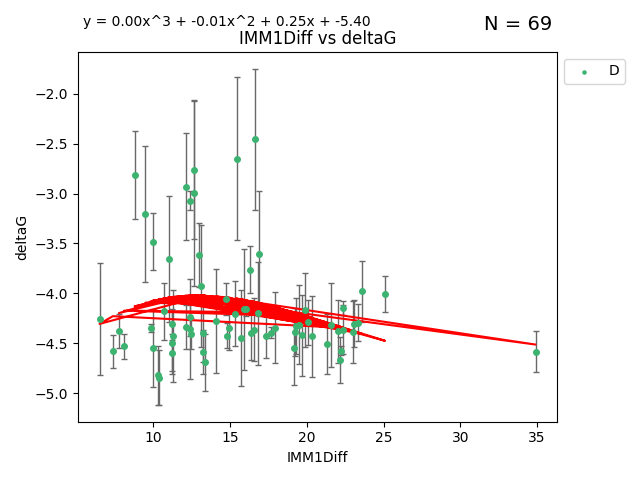 y = 0.00x^3 + -0.01x^2 + 0.25x + -5.40
N = 69
IMM1Diff vs deltaG
D
−2.0
−2.5
−3.0
−3.5
−4.0
−4.5
−5.0
deltaG
10 15 20 25 30 35
IMM1Diff